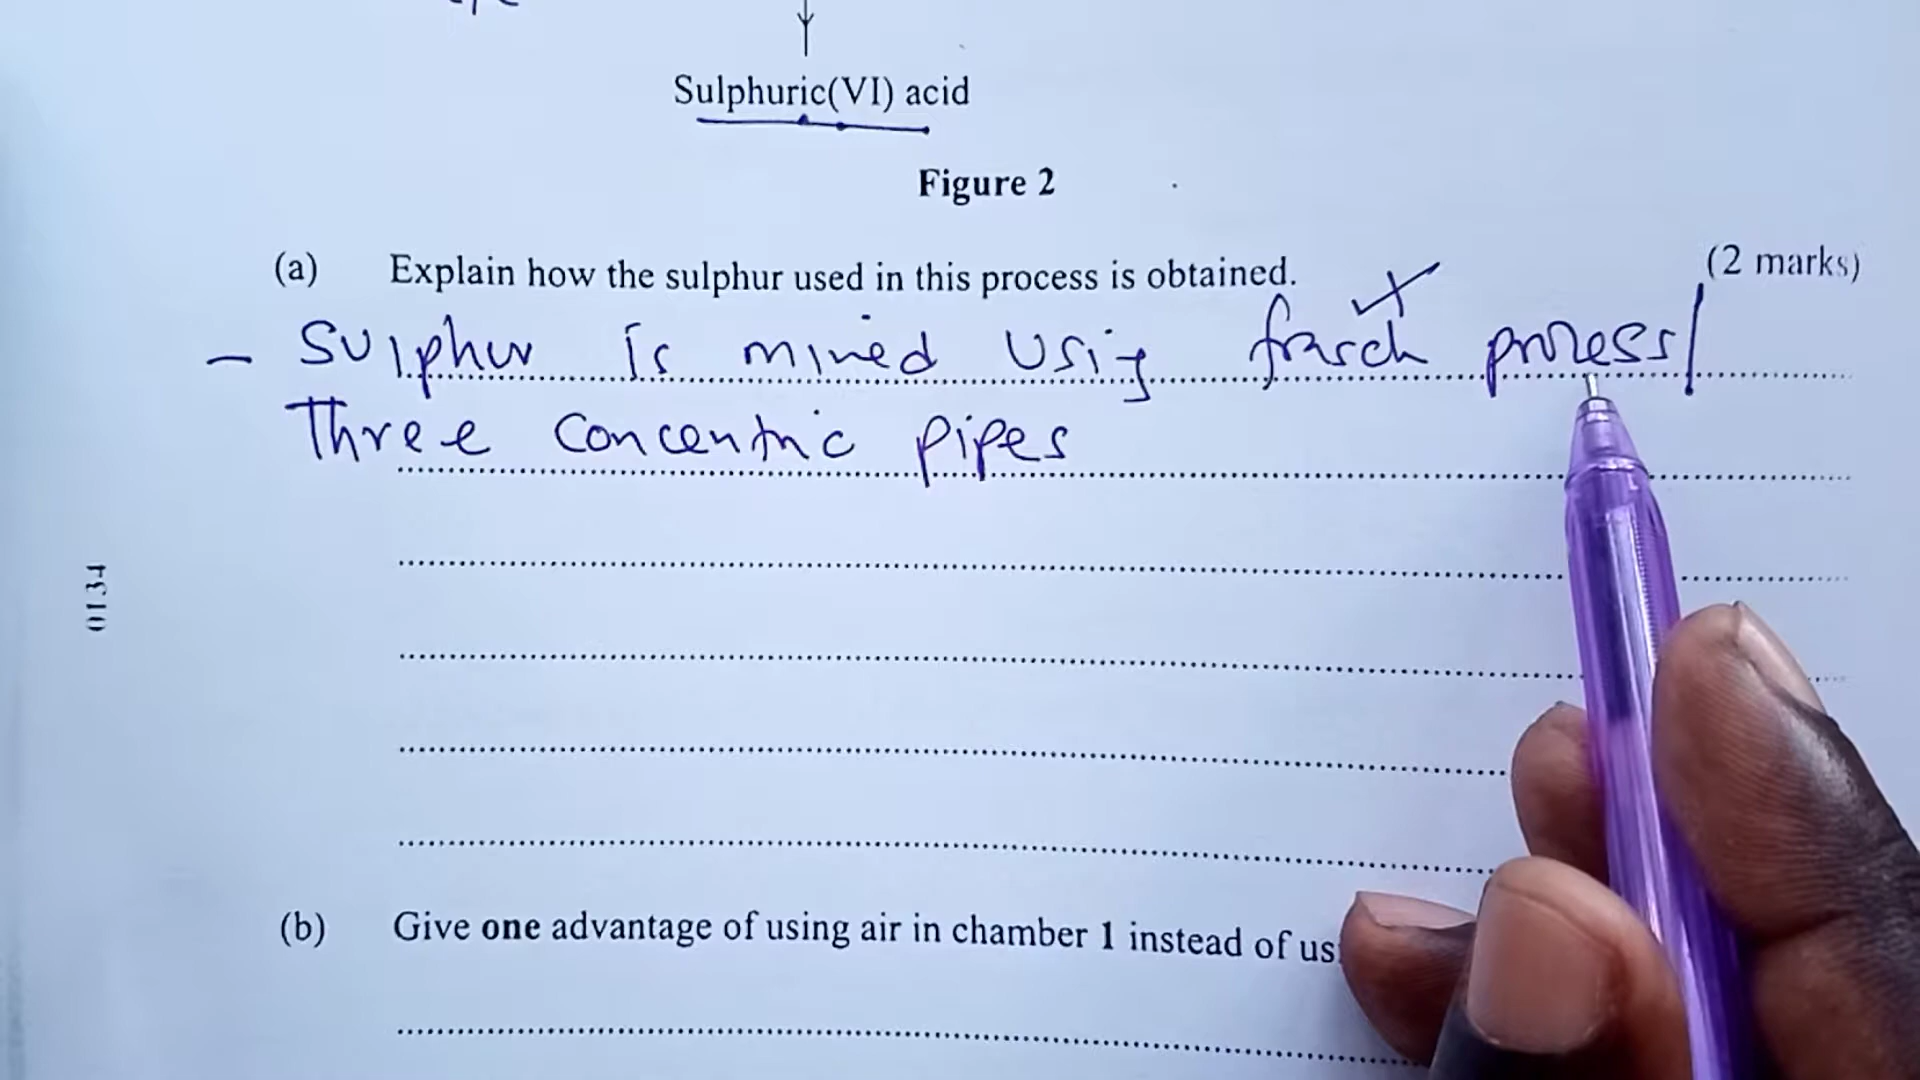 Sulphuric(VI) acid
Figure 2
(a) Explain how the sulphur used in this process is obtained. (2 marks)
- Sulphur is mined using frasch process/
Three concentric pipes
0134
(b) Give one advantage of using air in chamber 1 instead of us